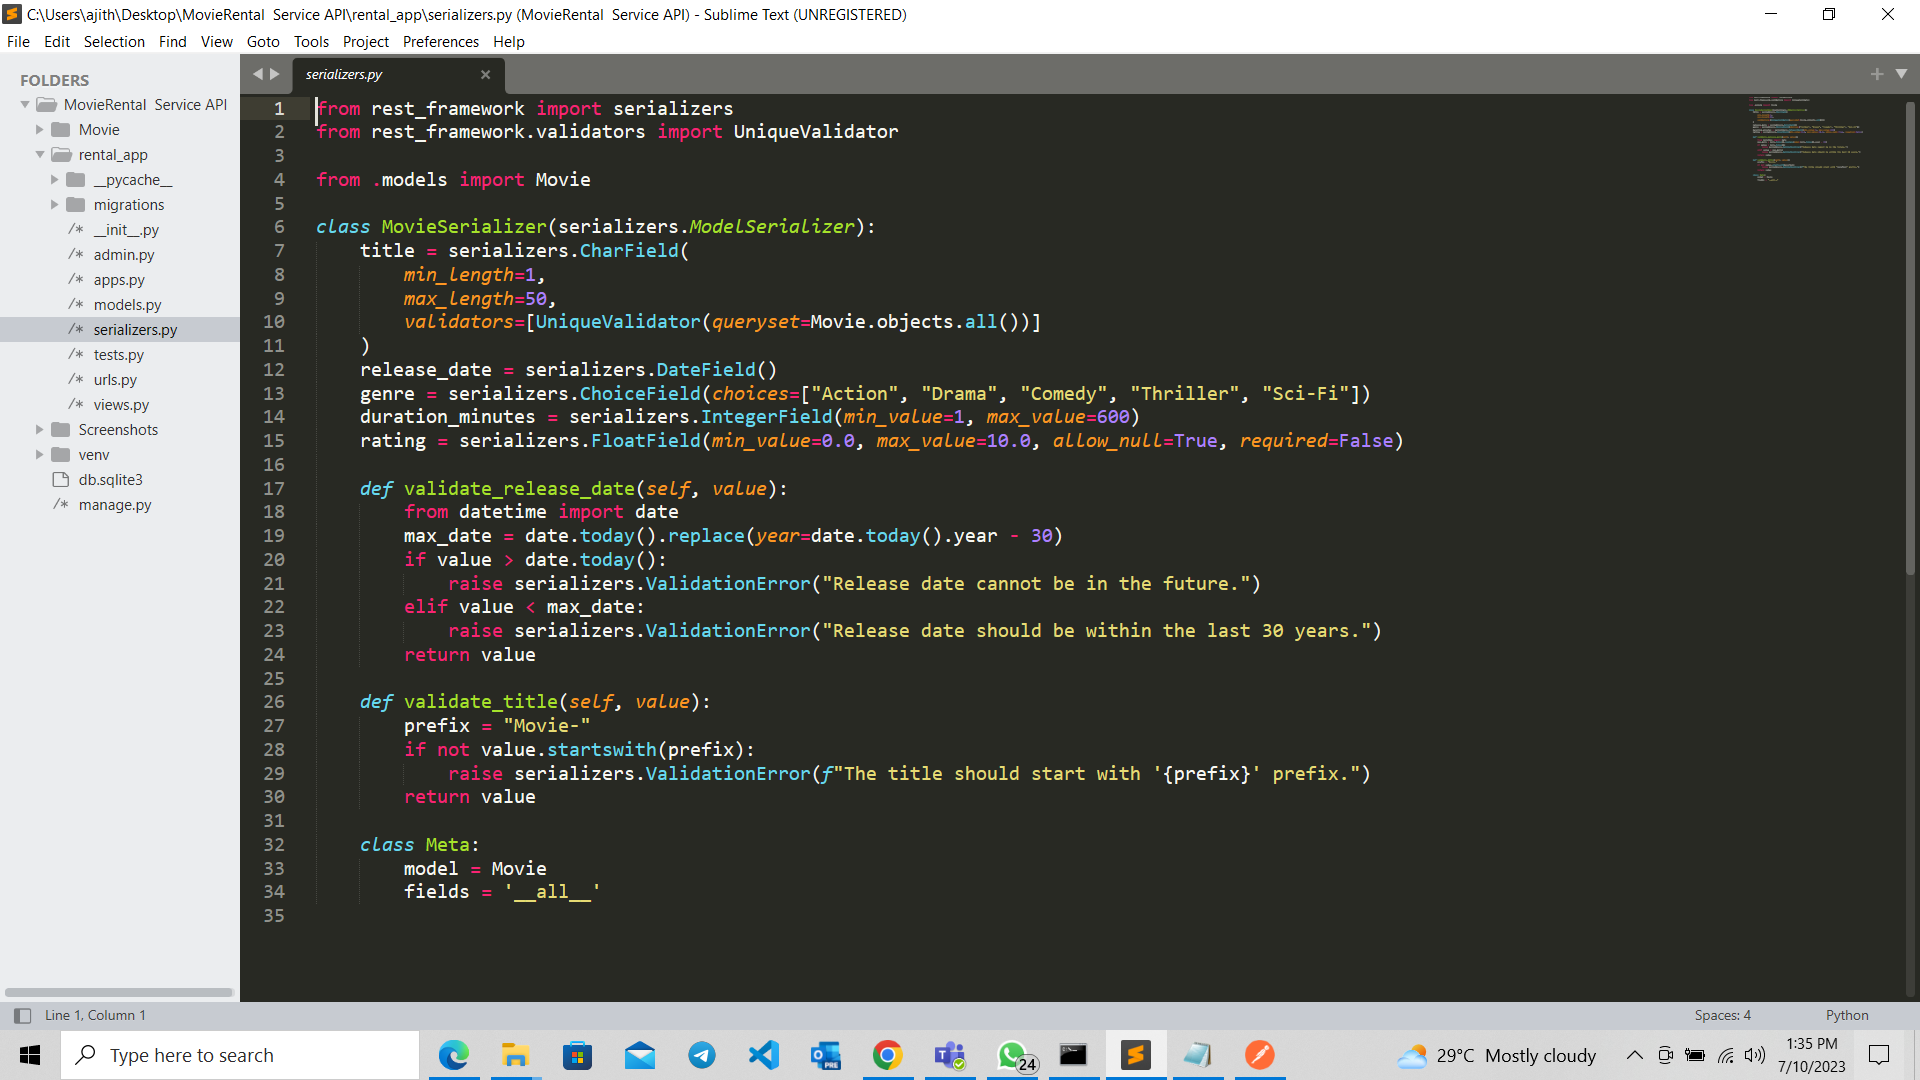 C:\Users\ajith\Desktop\MovieRental  Service API\rental_app\serializers.py (MovieRental  Service API) - Sublime Text (UNREGISTERED)
File Edit Selection Find View Goto Tools Project Preferences Help
FOLDERS
MovieRental  Service API
Movie
rental_app
__pycache__
migrations
/* __init__.py
/* admin.py
/* apps.py
/* models.py
/* serializers.py
/* tests.py
/* urls.py
/* views.py
Screenshots
venv
db.sqlite3
/* manage.py
serializers.py
1 from rest_framework import serializers
2 from rest_framework.validators import UniqueValidator
3
4 from .models import Movie
5
6 class MovieSerializer(serializers.ModelSerializer):
7     title = serializers.CharField(
8         min_length=1,
9         max_length=50,
10         validators=[UniqueValidator(queryset=Movie.objects.all())]
11     )
12     release_date = serializers.DateField()
13     genre = serializers.ChoiceField(choices=["Action", "Drama", "Comedy", "Thriller", "Sci-Fi"])
14     duration_minutes = serializers.IntegerField(min_value=1, max_value=600)
15     rating = serializers.FloatField(min_value=0.0, max_value=10.0, allow_null=True, required=False)
16
17     def validate_release_date(self, value):
18         from datetime import date
19         max_date = date.today().replace(year=date.today().year - 30)
20         if value > date.today():
21             raise serializers.ValidationError("Release date cannot be in the future.")
22         elif value < max_date:
23             raise serializers.ValidationError("Release date should be within the last 30 years.")
24         return value
25
26     def validate_title(self, value):
27         prefix = "Movie-"
28         if not value.startswith(prefix):
29             raise serializers.ValidationError(f"The title should start with '{prefix}' prefix.")
30         return value
31
32     class Meta:
33         model = Movie
34         fields = '__all__'
35
Line 1, Column 1
Spaces: 4
Python
Type here to search
PRE
24
29°C Mostly cloudy
1:35 PM
7/10/2023